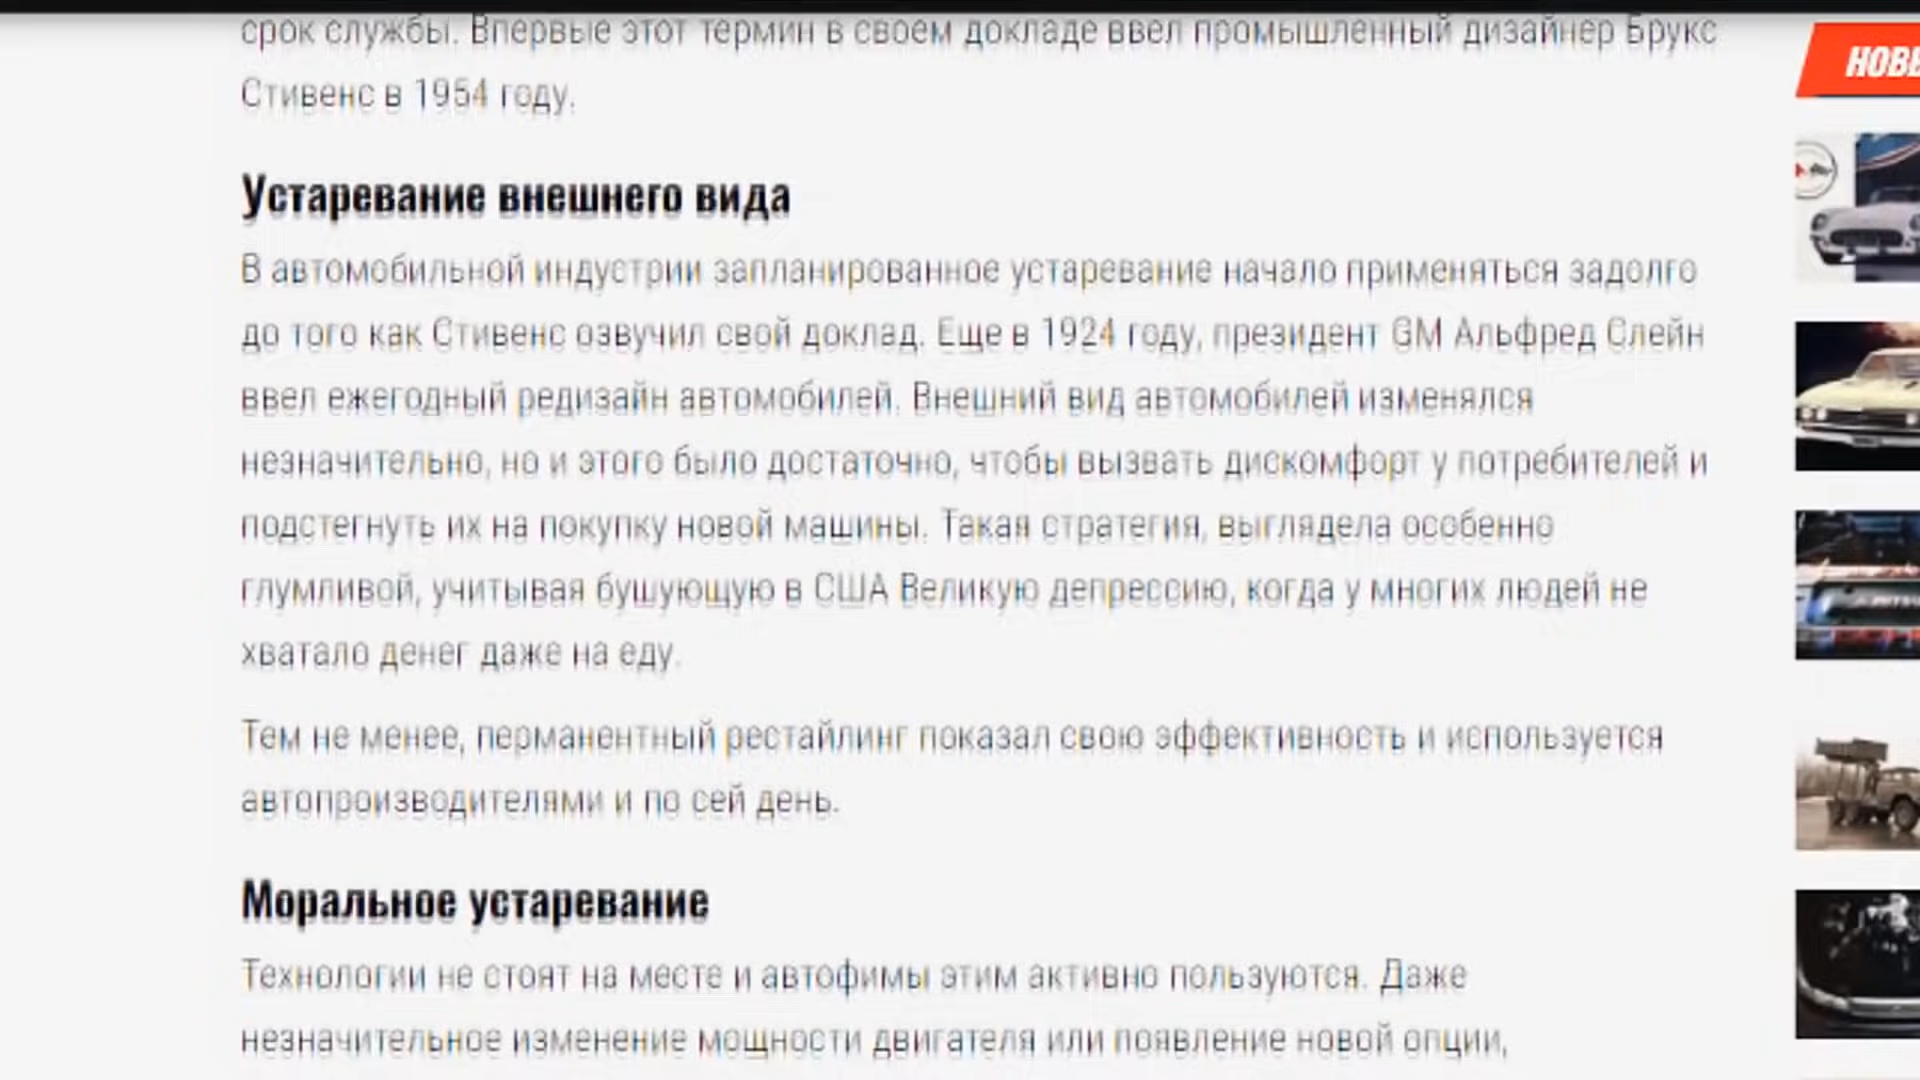 срок службы. Впервые этот термин в своем докладе ввел промышленный дизайнер Брукс
Стивенс в 1954 году.
Устаревание внешнего вида
В автомобильной индустрии запланированное устаревание начало применяться задолго
до того как Стивенс озвучил свой доклад. Еще в 1924 году, президент GM Альфред Слейн
ввел ежегодный редизайн автомобилей. Внешний вид автомобилей изменялся
незначительно, но и этого было достаточно, чтобы вызвать дискомфорт у потребителей и
подстегнуть их на покупку новой машины. Такая стратегия, выглядела особенно
глумливой, учитывая бушующую в США Великую депрессию, когда у многих людей не
хватало денег даже на еду.
Тем не менее, перманентный рестайлинг показал свою эффективность и используется
автопроизводителями и по сей день.
Моральное устаревание
Технологии не стоят на месте и автофимы этим активно пользуются. Даже
незначительное изменение мощности двигателя или появление новой опции,